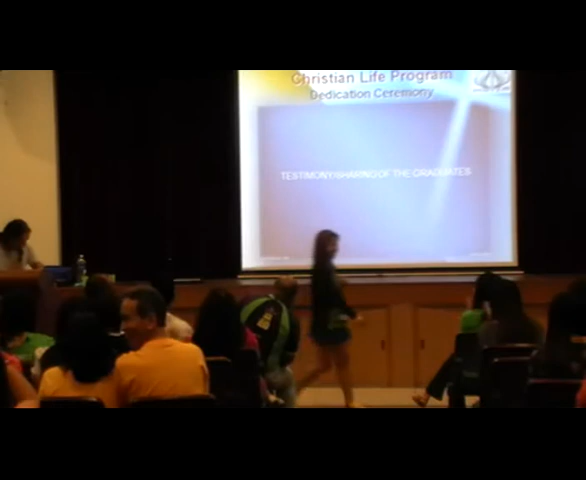 Christian Life Program
Dedication Ceremony
TESTIMONY/SHARING OF THE GRADUATES